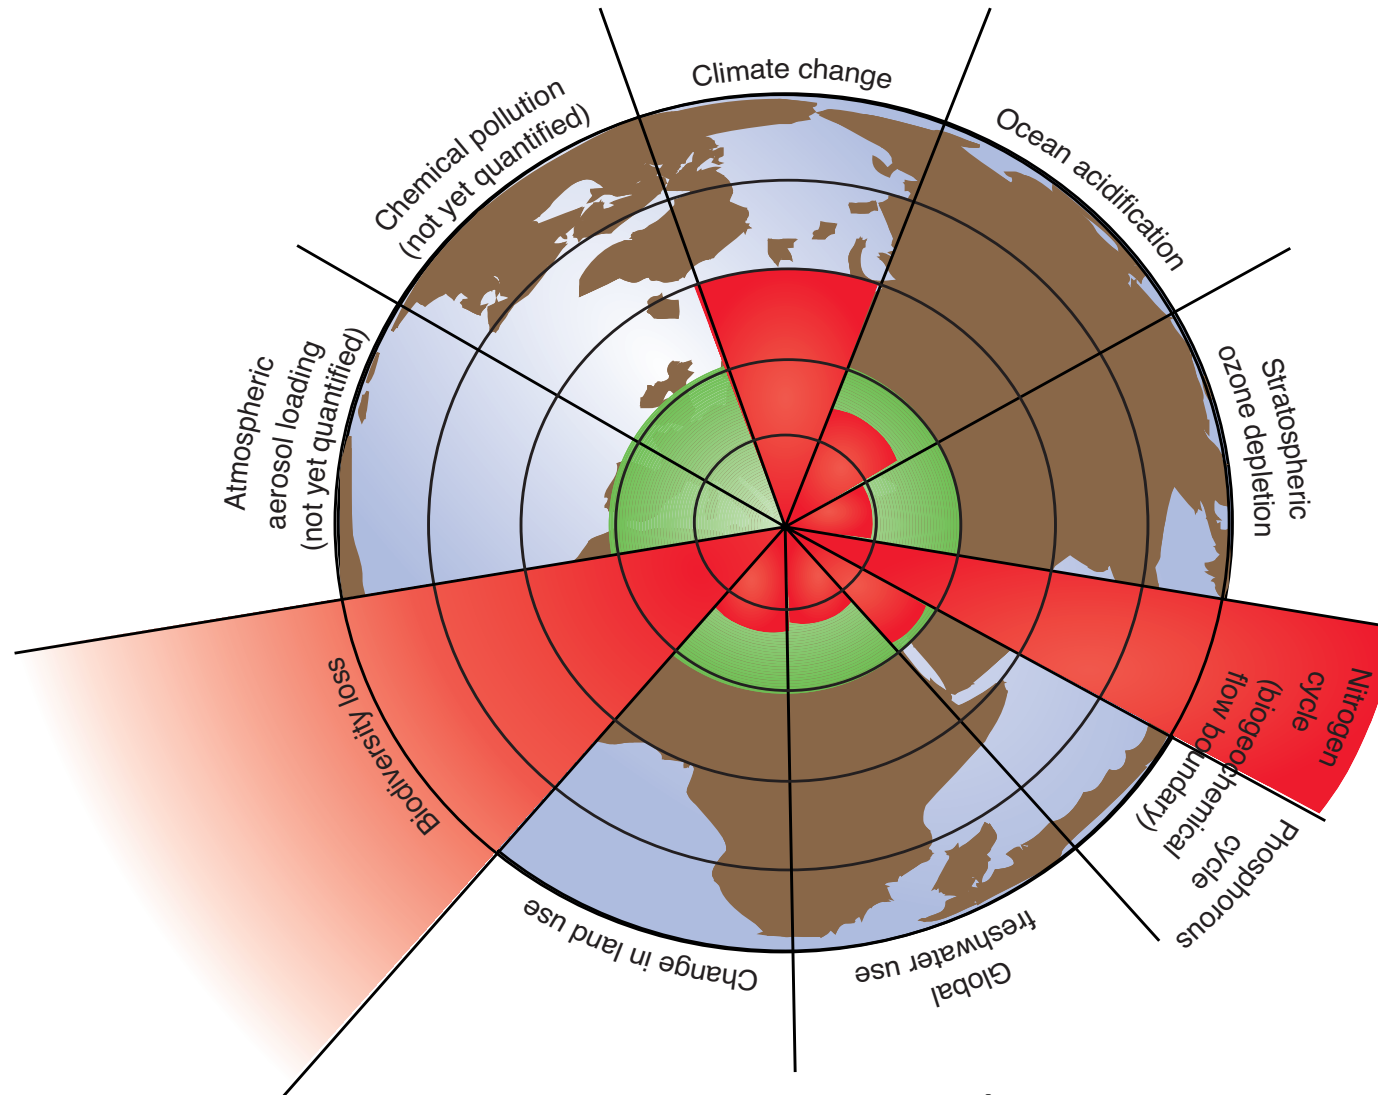 Climate change
Ocean acidification
Stratospheric
ozone depletion
Nitrogen
cycle
(biogeochemical
flow boundary)
Phosphorous
cycle
Global
freshwater use
Change in land use
Biodiversity loss
Atmospheric
aerosol loading
(not yet quantified)
Chemical pollution
(not yet quantified)